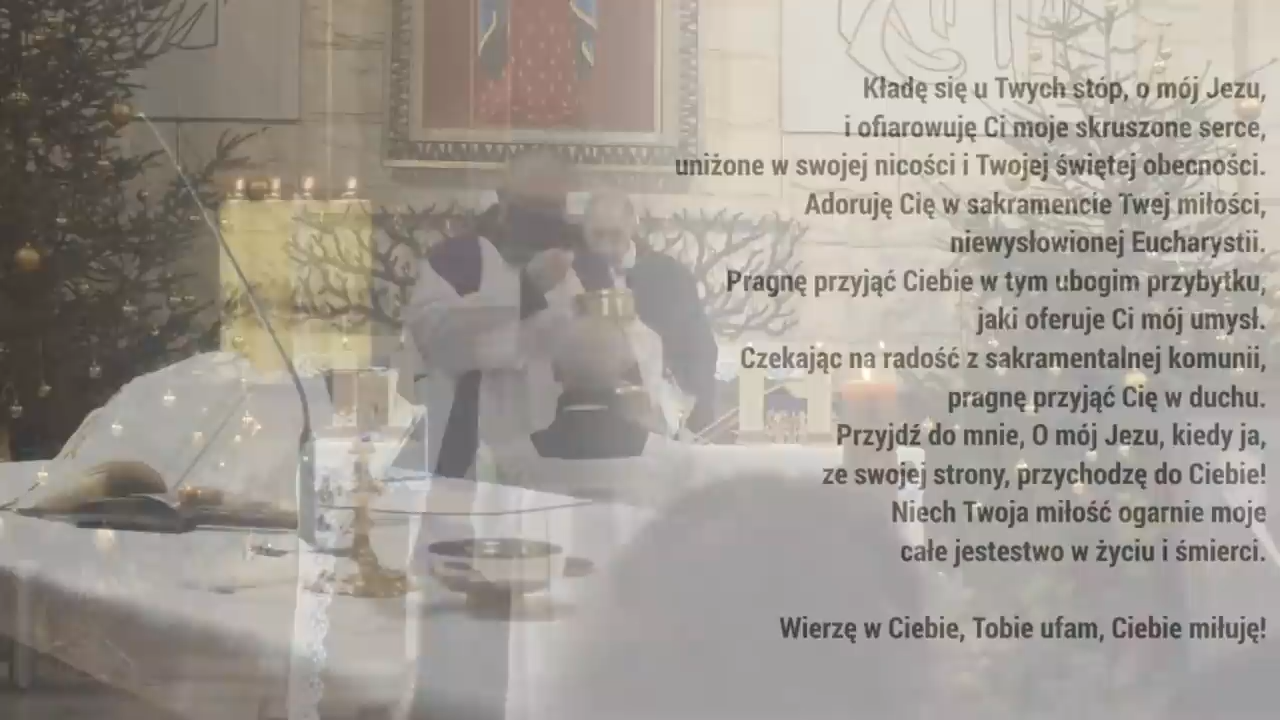 Kładę się u Twych stóp, o mój Jezu,
i ofiarowuję Ci moje skruszone serce,
uniżone w swojej nicości i Twojej świętej obecności.
Adoruję Cię w sakramencie Twej miłości,
niewysłowionej Eucharystii.
Pragnę przyjąć Ciebie w tym ubogim przybytku,
jaki oferuje Ci mój umysł.
Czekając na radość z sakramentalnej komunii,
pragnę przyjąć Cię w duchu.
Przyjdź do mnie, O mój Jezu, kiedy ja,
ze swojej strony, przychodzę do Ciebie!
Niech Twoja miłość ogarnie moje
całe jestestwo w życiu i śmierci.
Wierzę w Ciebie, Tobie ufam, Ciebie miłuję!